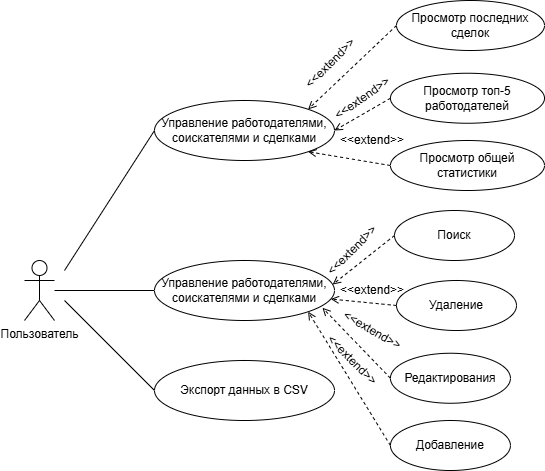 Просмотр последних
сделок
<<extend>>
Просмотр топ-5
работодателей
<<extend>>
Управление работодателями,
соискателями и сделками
<<extend>>
Просмотр общей
статистики
Поиск
<<extend>>
Управление работодателями,
соискателями и сделками
<<extend>>
Удаление
Пользователь
<<extend>>
Редактирования
<<extend>>
Экспорт данных в CSV
Добавление